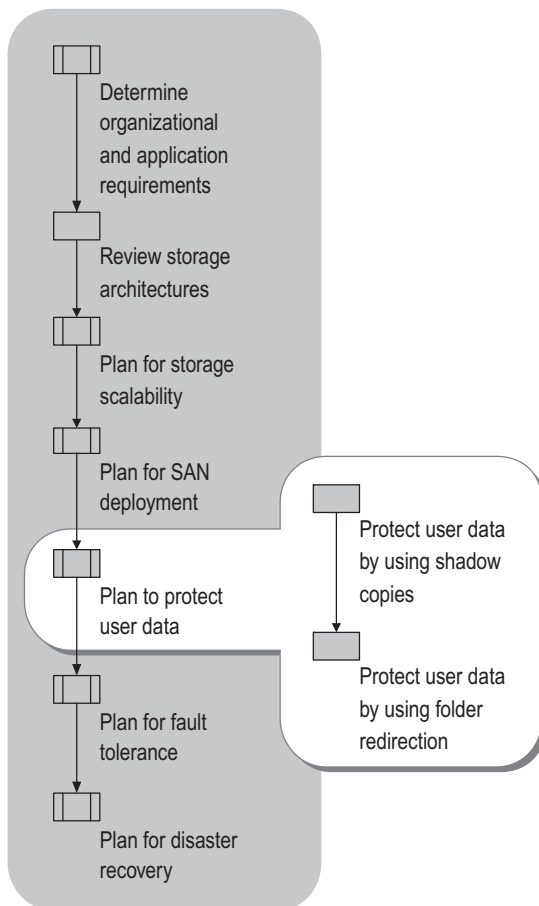 Determine
organizational
and application
requirements
Review storage
architectures
Plan for storage
scalability
Plan for SAN
deployment
Plan to protect
user data
Protect user data
by using shadow
copies
Protect user data
by using folder
redirection
Plan for fault
tolerance
Plan for disaster
recovery